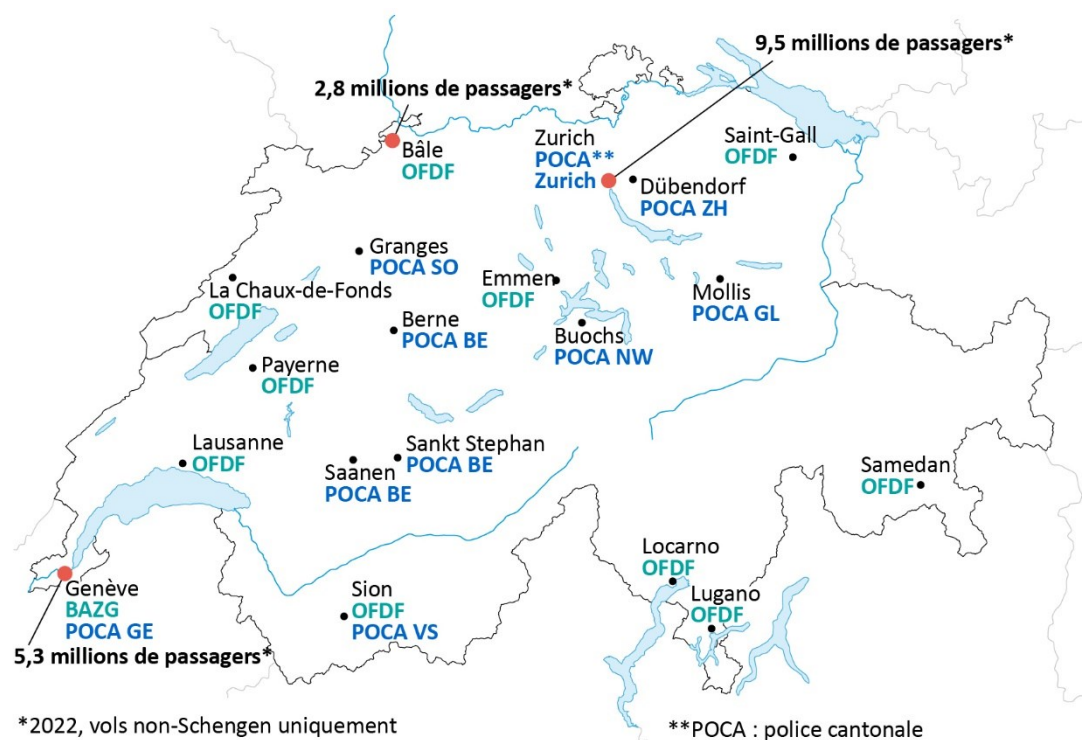 9,5 millions de passagers*
2,8 millions de passagers*
Bâle
OFDF
Zurich
POCA**
Zurich
Saint-Gall
OFDF
Dübendorf
POCA ZH
Granges
POCA SO
La Chaux-de-Fonds
OFDF
Emmen
OFDF
Mollis
POCA GL
Berne
POCA BE
Buochs
POCA NW
Payerne
OFDF
Lausanne
OFDF
Sankt Stephan
POCA BE
Saanen
POCA BE
Samedan
OFDF
Locarno
OFDF
Lugano
OFDF
Genève
BAZG
POCA GE
5,3 millions de passagers*
Sion
OFDF
POCA VS
*2022, vols non-Schengen uniquement
**POCA : police cantonale